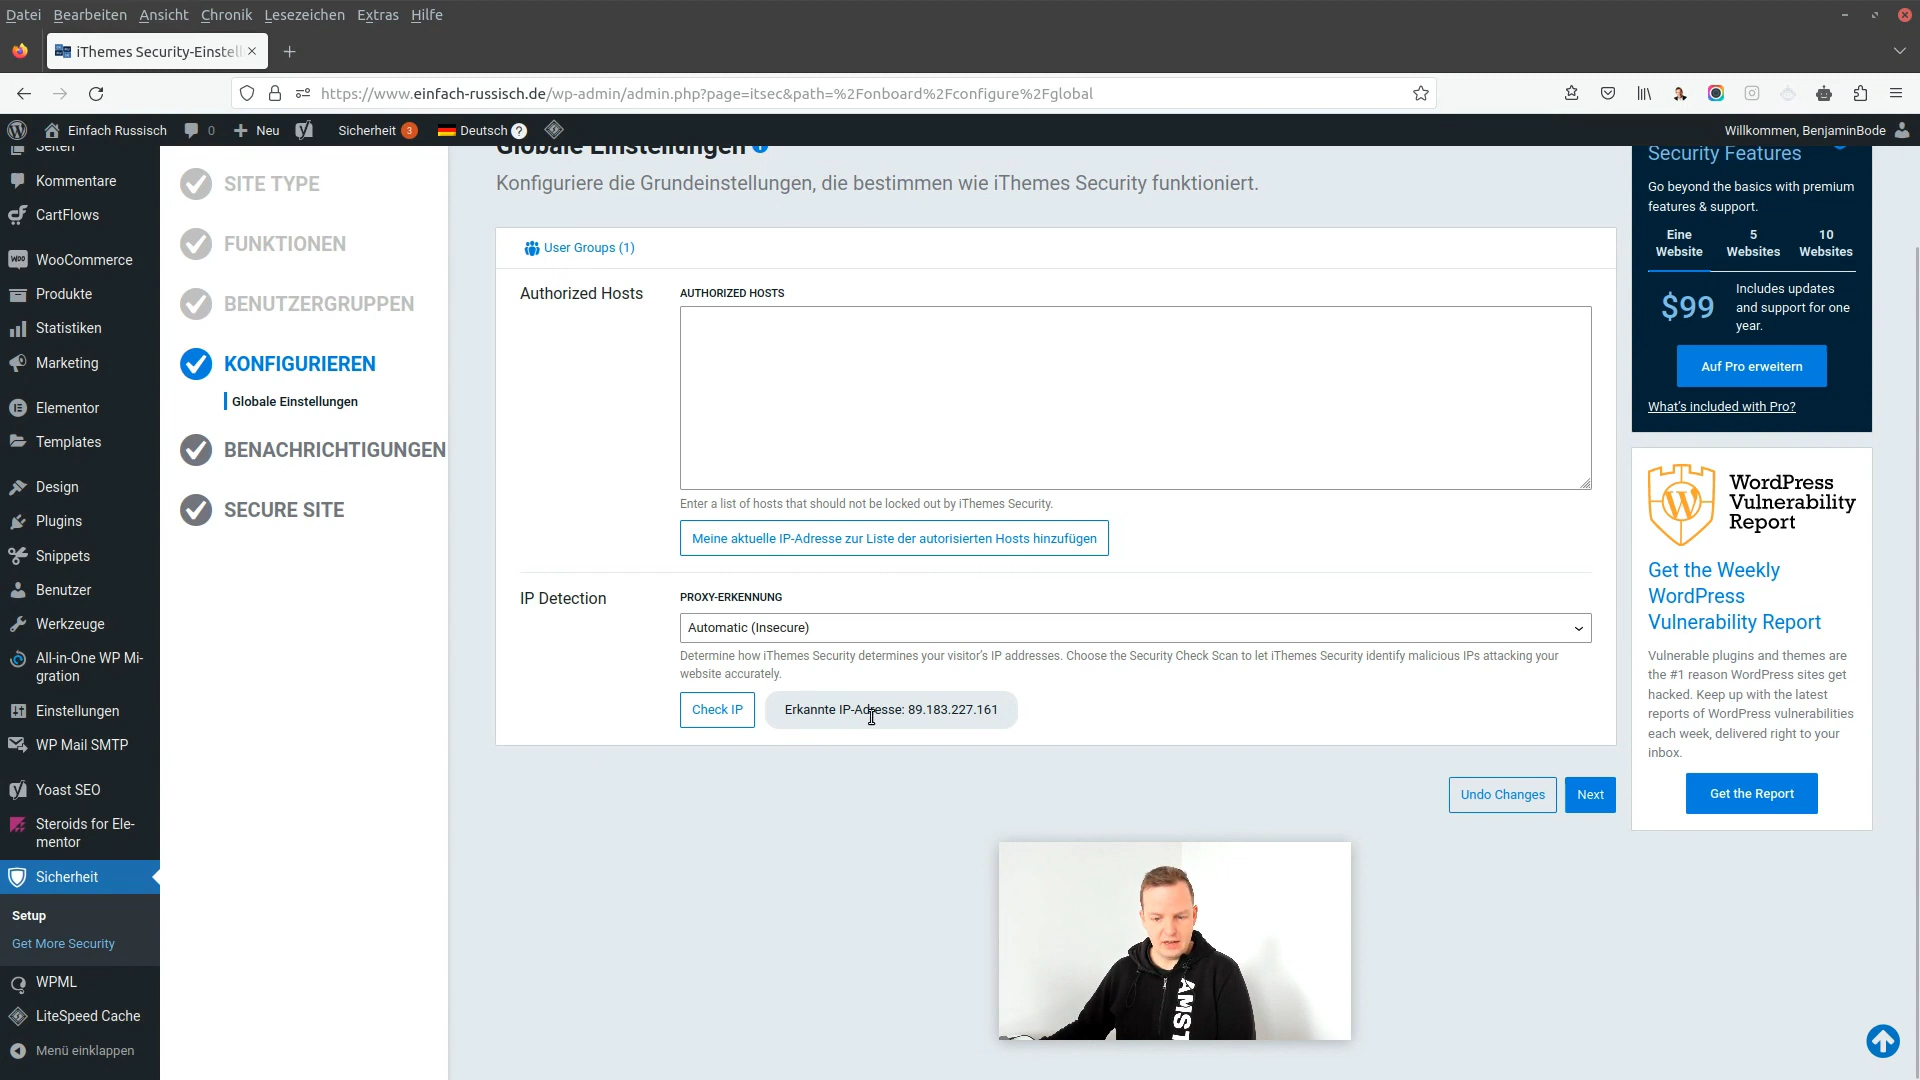 Datei Bearbeiten Ansicht Chronik Lesezeichen Extras Hilfe
iThemes Security-Einstell
https://www.einfach-russisch.de/wp-admin/admin.php?page=itsec&path=%2Fonboard%2Fconfigure%2Fglobal
Einfach Russisch 0 Neu Sicherheit 3 Deutsch ? Willkommen, BenjaminBode
Seiten
Kommentare
CartFlows
WooCommerce
Produkte
Statistiken
Marketing
Elementor
Templates
Design
Plugins
Snippets
Benutzer
Werkzeuge
All-in-One WP Mi-
gration
Einstellungen
WP Mail SMTP
Yoast SEO
Steroids for Ele-
mentor
Sicherheit
Setup
Get More Security
WPML
LiteSpeed Cache
Menü einklappen
SITE TYPE
FUNKTIONEN
BENUTZERGRUPPEN
KONFIGURIEREN
Globale Einstellungen
BENACHRICHTIGUNGEN
SECURE SITE
Globale Einstellungen
Konfiguriere die Grundeinstellungen, die bestimmen wie iThemes Security funktioniert.
User Groups (1)
Authorized Hosts
AUTHORIZED HOSTS
Enter a list of hosts that should not be locked out by iThemes Security.
Meine aktuelle IP-Adresse zur Liste der autorisierten Hosts hinzufügen
IP Detection
PROXY-ERKENNUNG
Automatic (Insecure)
Determine how iThemes Security determines your visitor's IP addresses. Choose the Security Check Scan to let iThemes Security identify malicious IPs attacking your
website accurately.
Check IP
Erkannte IP-Adresse: 89.183.227.161
Undo Changes
Next
AMST
Security Features
Go beyond the basics with premium
features & support.
Eine
Website
5
Websites
10
Websites
$99
Includes updates
and support for one
year.
Auf Pro erweitern
What's included with Pro?
WordPress
Vulnerability
Report
Get the Weekly
WordPress
Vulnerability Report
Vulnerable plugins and themes are
the #1 reason WordPress sites get
hacked. Keep up with the latest
reports of WordPress vulnerabilities
each week, delivered right to your
inbox.
Get the Report